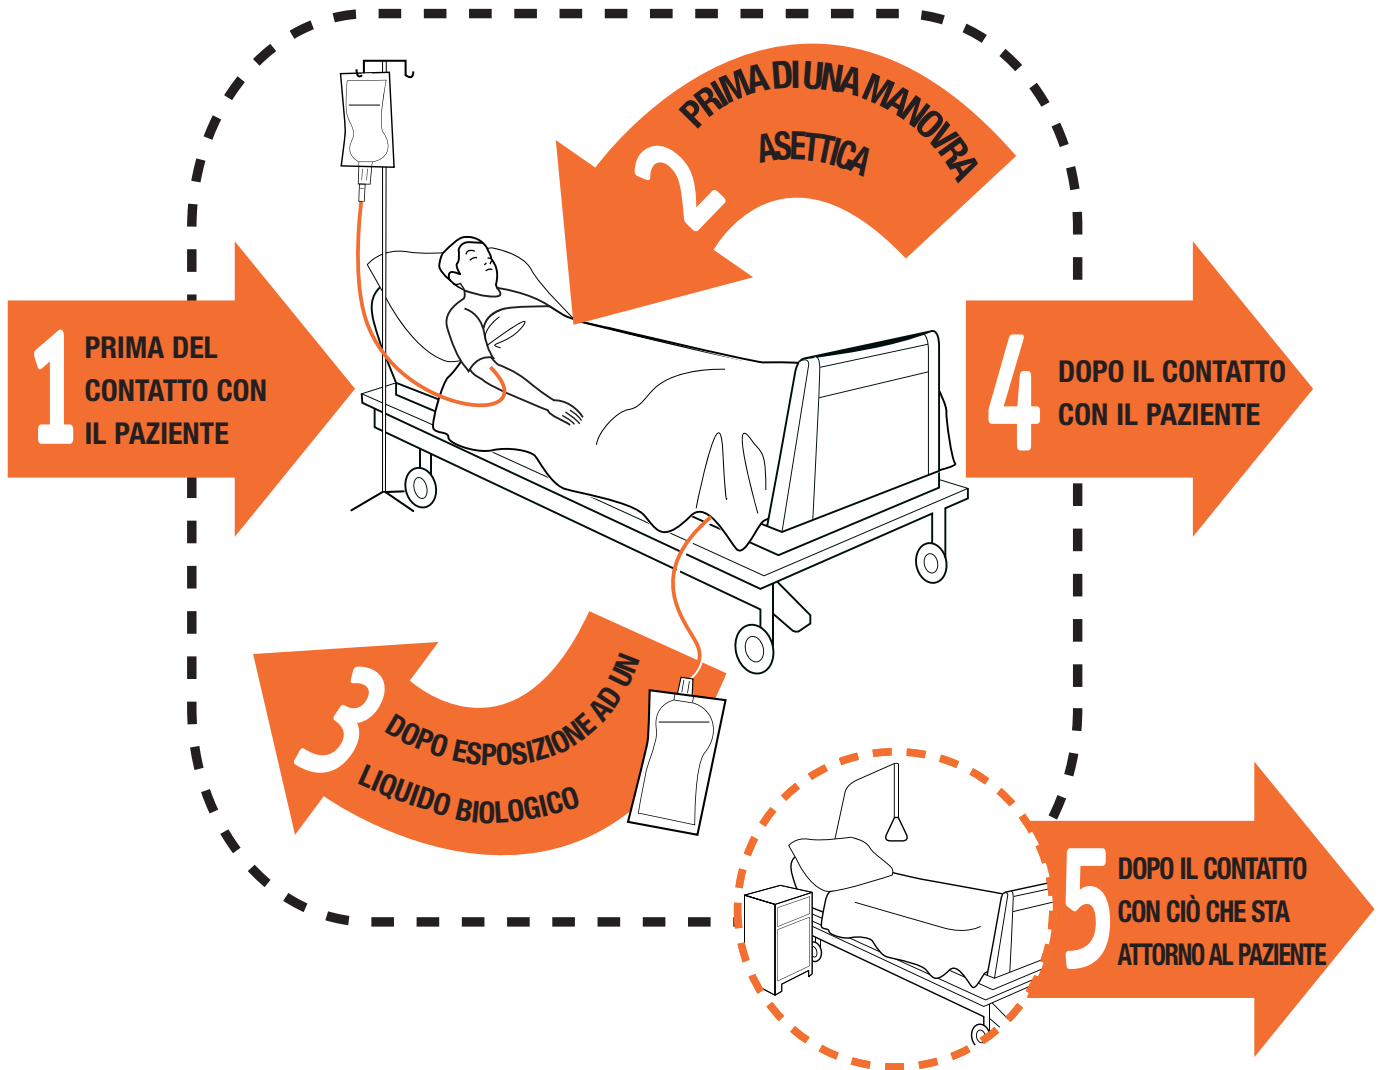 1
PRIMA DEL
CONTATTO CON
IL PAZIENTE
2
PRIMA DI UNA MANOVRA
ASETTICA
3
DOPO ESPOSIZIONE AD UN
LIQUIDO BIOLOGICO
4
DOPO IL CONTATTO
CON IL PAZIENTE
5
DOPO IL CONTATTO
CON CIÒ CHE STA
ATTORNO AL PAZIENTE